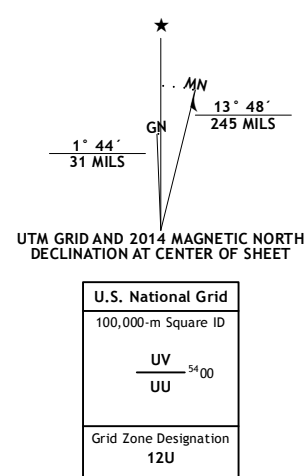 ★
MN
GN
13° 48´
245 MILS
1° 44´
31 MILS
UTM GRID AND 2014 MAGNETIC NORTH
DECLINATION AT CENTER OF SHEET
U.S. National Grid
100,000-m Square ID
UV
5400
UU
Grid Zone Designation
12U